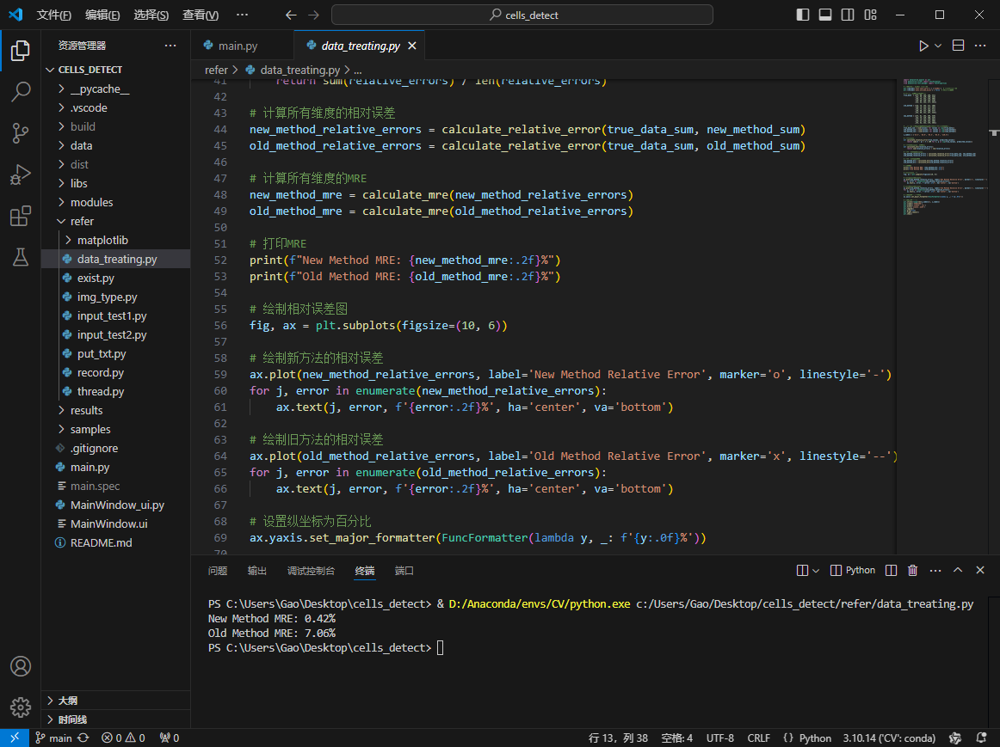 文件(F) 编辑(E) 选择(S) 查看(V) ··· cells_detect
资源管理器 ···
CELLS_DETECT
__pycache__
.vscode
build
data
dist
libs
modules
refer
matplotlib
data_treating.py
exist.py
img_type.py
input_test1.py
input_test2.py
put_txt.py
record.py
thread.py
results
samples
.gitignore
main.py
main.spec
MainWindow_ui.py
MainWindow.ui
README.md
大纲
时间线
main.py data_treating.py
refer > data_treating.py > ...
41 return sum(relative_errors) / len(relative_errors)
42
43 # 计算所有维度的相对误差
44 new_method_relative_errors = calculate_relative_error(true_data_sum, new_method_sum)
45 old_method_relative_errors = calculate_relative_error(true_data_sum, old_method_sum)
46
47 # 计算所有维度的MRE
48 new_method_mre = calculate_mre(new_method_relative_errors)
49 old_method_mre = calculate_mre(old_method_relative_errors)
50
51 # 打印MRE
52 print(f"New Method MRE: {new_method_mre:.2f}%")
53 print(f"Old Method MRE: {old_method_mre:.2f}%")
54
55 # 绘制相对误差图
56 fig, ax = plt.subplots(figsize=(10, 6))
57
58 # 绘制新方法的相对误差
59 ax.plot(new_method_relative_errors, label='New Method Relative Error', marker='o', linestyle='-')
60 for j, error in enumerate(new_method_relative_errors):
61 ax.text(j, error, f'{error:.2f}%', ha='center', va='bottom')
62
63 # 绘制旧方法的相对误差
64 ax.plot(old_method_relative_errors, label='Old Method Relative Error', marker='x', linestyle='--')
65 for j, error in enumerate(old_method_relative_errors):
66 ax.text(j, error, f'{error:.2f}%', ha='center', va='bottom')
67
68 # 设置纵坐标为百分比
69 ax.yaxis.set_major_formatter(FuncFormatter(lambda y, _: f'{y:.0f}%'))
70
问题 输出 调试控制台 终端 端口 Python ···
PS C:\Users\Gao\Desktop\cells_detect> & D:/Anaconda/envs/CV/python.exe c:/Users/Gao/Desktop/cells_detect/refer/data_treating.py
New Method MRE: 0.42%
Old Method MRE: 7.06%
PS C:\Users\Gao\Desktop\cells_detect>
main 0 0 0 行 13，列 38 空格: 4 UTF-8 CRLF {} Python 3.10.14 ('CV': conda)